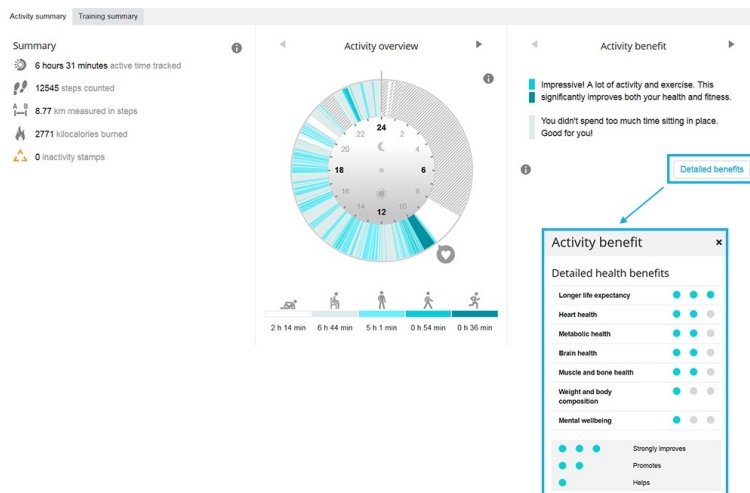 Activity summary
Training summary
Summary
6 hours 31 minutes active time tracked
12545 steps counted
A B
8.77 km measured in steps
2771 kilocalories burned
0 inactivity stamps
Activity overview
24
2
4
6
8
10
12
14
16
18
20
22
2 h 14 min
6 h 44 min
5 h 1 min
0 h 54 min
0 h 36 min
Activity benefit
Impressive! A lot of activity and exercise. This
significantly improves both your health and fitness.
You didn't spend too much time sitting in place.
Good for you!
Detailed benefits
Activity benefit
×
Detailed health benefits
Longer life expectancy
Heart health
Metabolic health
Brain health
Muscle and bone health
Weight and body
composition
Mental wellbeing
Strongly improves
Promotes
Helps